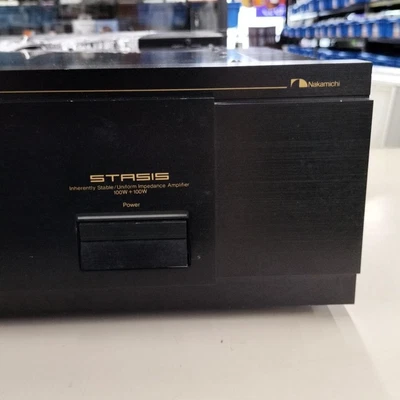 Nakamichi
STASIS
Inherently Stable/Uniform Impedance Amplifier
100W + 100W
Power